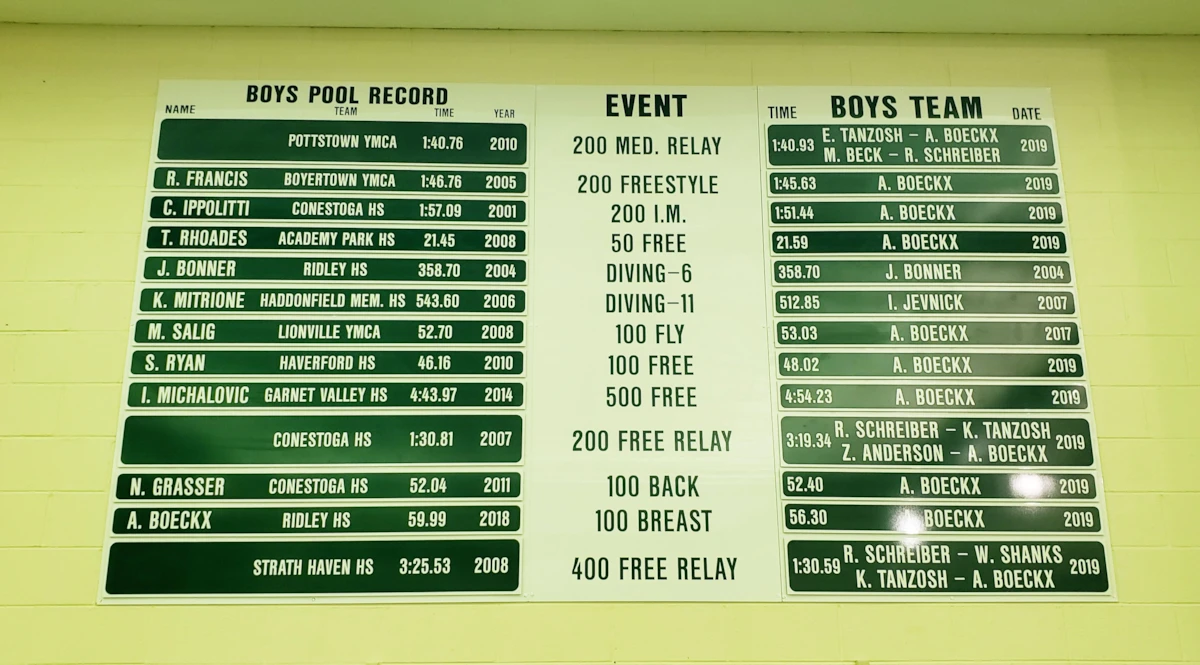 BOYS POOL RECORD EVENT BOYS TEAM
NAME TEAM TIME YEAR TIME DATE
POTTSTOWN YMCA 1:40.76 2010 200 MED. RELAY 1:40.93 E. TANZOSH – A. BOECKX 2019
M. BECK – R. SCHREIBER
R. FRANCIS BOYERTOWN YMCA 1:46.76 2005 200 FREESTYLE 1:45.63 A. BOECKX 2019
C. IPPOLITTI CONESTOGA HS 1:57.09 2001 200 I.M. 1:51.44 A. BOECKX 2019
T. RHOADES ACADEMY PARK HS 21.45 2008 50 FREE 21.59 A. BOECKX 2019
J. BONNER RIDLEY HS 358.70 2004 DIVING–6 358.70 J. BONNER 2004
K. MITRIONE HADDONFIELD MEM. HS 543.60 2006 DIVING–11 512.85 I. JEVNICK 2007
M. SALIG LIONVILLE YMCA 52.70 2008 100 FLY 53.03 A. BOECKX 2017
S. RYAN HAVERFORD HS 46.16 2010 100 FREE 48.02 A. BOECKX 2019
I. MICHALOVIC GARNET VALLEY HS 4:43.97 2014 500 FREE 4:54.23 A. BOECKX 2019
CONESTOGA HS 1:30.81 2007 200 FREE RELAY 3:19.34 R. SCHREIBER – K. TANZOSH 2019
Z. ANDERSON – A. BOECKX
N. GRASSER CONESTOGA HS 52.04 2011 100 BACK 52.40 A. BOECKX 2019
A. BOECKX RIDLEY HS 59.99 2018 100 BREAST 56.30 BOECKX 2019
STRATH HAVEN HS 3:25.53 2008 400 FREE RELAY 1:30.59 R. SCHREIBER – W. SHANKS 2019
K. TANZOSH – A. BOECKX